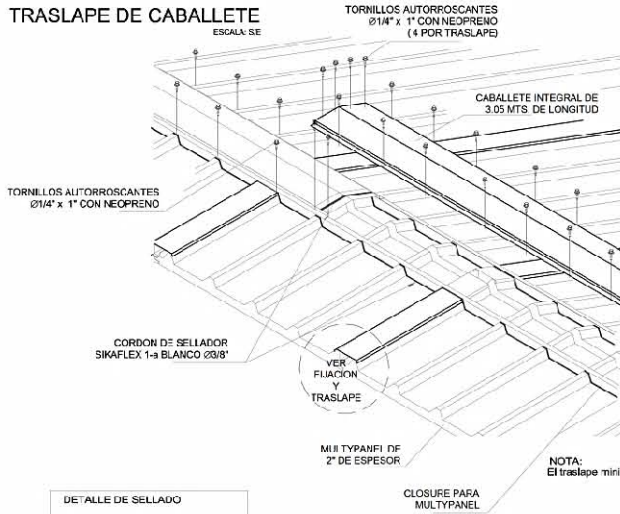 TRASLAPE DE CABALLETE
ESCALA: S/E
TORNILLOS AUTORROSCANTES
Ø1/4" x 1" CON NEOPRENO
(4 POR TRASLAPE)
CABALLETE INTEGRAL DE
3.05 MTS. DE LONGITUD
TORNILLOS AUTORROSCANTES
Ø1/4" x 1" CON NEOPRENO
CORDON DE SELLADOR
SIKAFLEX 1-a BLANCO Ø3/8"
VER
FIJACION
Y
TRASLAPE
MULTYPANEL DE
2" DE ESPESOR
NOTA:
El traslape mini
CLOSURE PARA
MULTYPANEL
DETALLE DE SELLADO